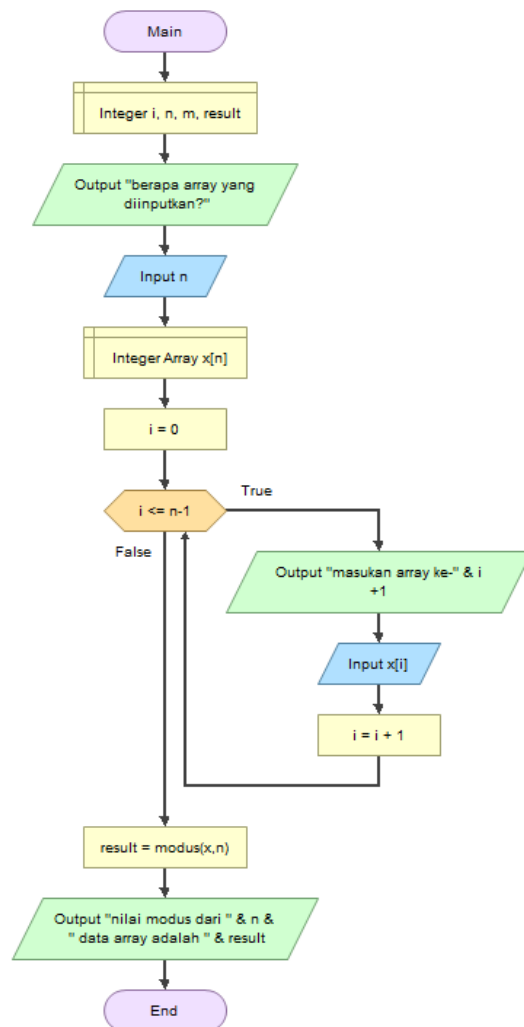 Main
Integer i, n, m, result
Output "berapa array yang
diinputkan?"
Input n
Integer Array x[n]
i = 0
i <= n-1
True
False
Output "masukan array ke-" & i
+1
Input x[i]
i = i + 1
result = modus(x,n)
Output "nilai modus dari " & n &
" data array adalah " & result
End